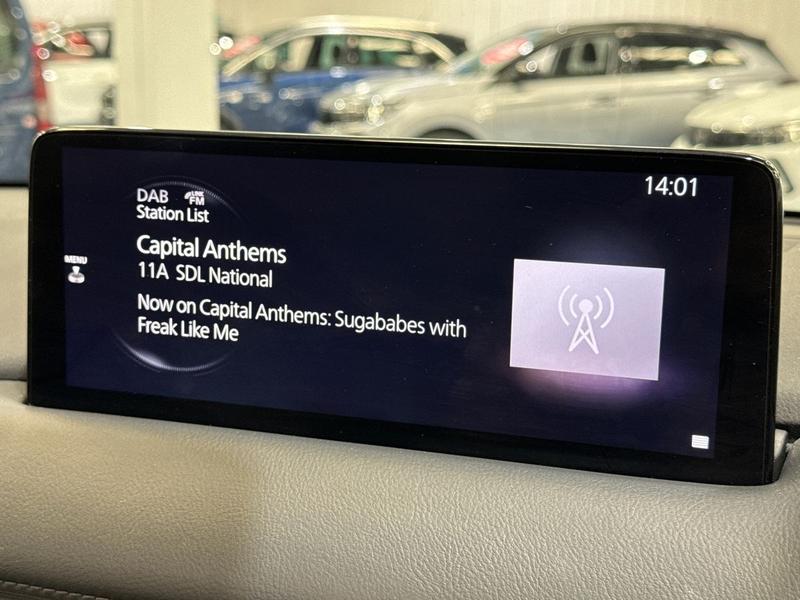 14:01
DAB LINK FM
Station List
Capital Anthems
MENU
11A SDL National
Now on Capital Anthems: Sugababes with
Freak Like Me